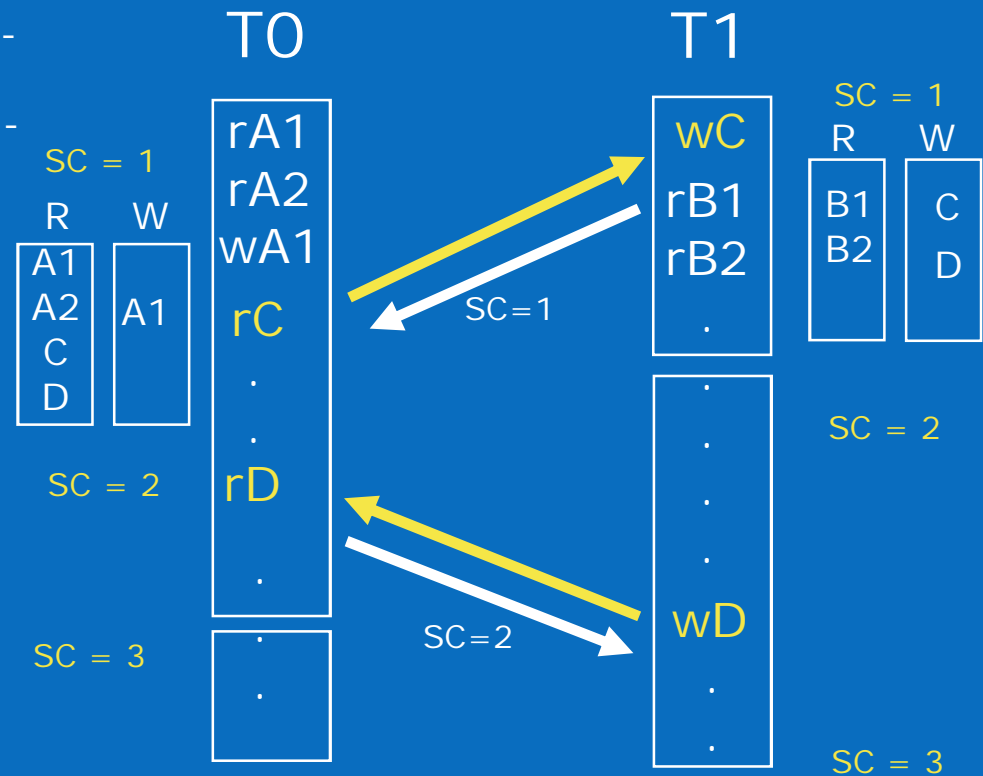 -
T0
T1
-
SC = 1
R W
A1
A2
C
D
A1
SC = 2
SC = 3
rA1
rA2
wA1
rC
.
.
rD
.
.
.
SC=1
SC=2
wC
rB1
rB2
.
.
.
.
.
wD
.
.
SC = 1
R W
B1
B2
C
D
SC = 2
SC = 3